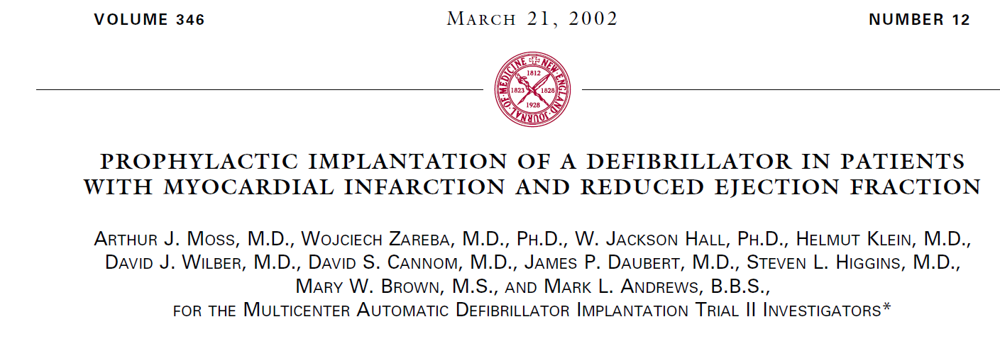 VOLUME 346 MARCH 21, 2002 NUMBER 12
THE NEW ENGLAND JOURNAL OF MEDICINE
1812
1823 1828
1928
PROPHYLACTIC IMPLANTATION OF A DEFIBRILLATOR IN PATIENTS
WITH MYOCARDIAL INFARCTION AND REDUCED EJECTION FRACTION
ARTHUR J. MOSS, M.D., WOJCIECH ZAREBA, M.D., PH.D., W. JACKSON HALL, PH.D., HELMUT KLEIN, M.D.,
DAVID J. WILBER, M.D., DAVID S. CANNOM, M.D., JAMES P. DAUBERT, M.D., STEVEN L. HIGGINS, M.D.,
MARY W. BROWN, M.S., AND MARK L. ANDREWS, B.B.S.,
FOR THE MULTICENTER AUTOMATIC DEFIBRILLATOR IMPLANTATION TRIAL II INVESTIGATORS*